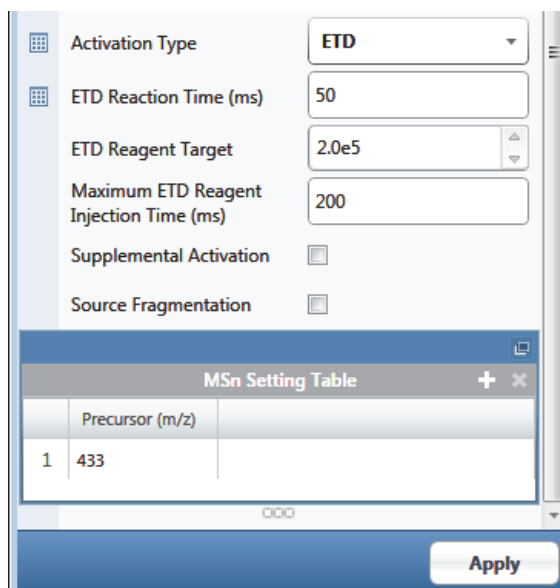 Activation Type ETD
ETD Reaction Time (ms) 50
ETD Reagent Target 2.0e5
Maximum ETD Reagent
Injection Time (ms) 200
Supplemental Activation
Source Fragmentation
MSn Setting Table
Precursor (m/z)
1 433
Apply